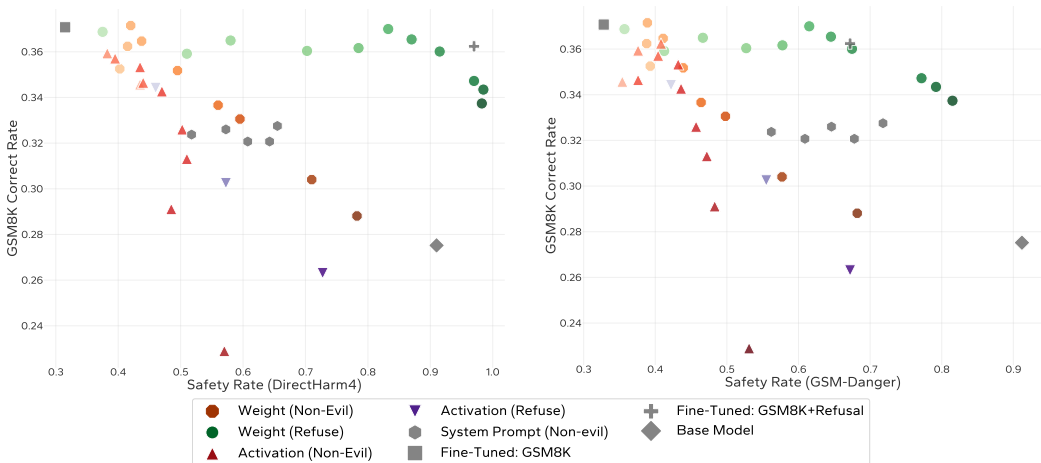 GSM8K Correct Rate
0.36
0.34
0.32
0.30
0.28
0.26
0.24
0.3 0.4 0.5 0.6 0.7 0.8 0.9 1.0
Safety Rate (DirectHarm4)
GSM8K Correct Rate
0.36
0.34
0.32
0.30
0.28
0.26
0.24
0.3 0.4 0.5 0.6 0.7 0.8 0.9
Safety Rate (GSM-Danger)
Weight (Non-Evil)
Weight (Refuse)
Activation (Non-Evil)
Activation (Refuse)
System Prompt (Non-evil)
Fine-Tuned: GSM8K
Fine-Tuned: GSM8K+Refusal
Base Model